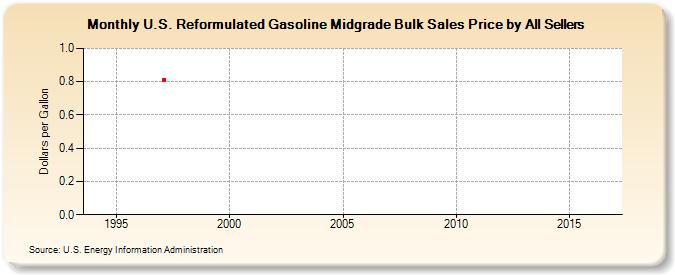 Monthly U.S. Reformulated Gasoline Midgrade Bulk Sales Price by All Sellers
Dollars per Gallon
1.0
0.8
0.6
0.4
0.2
0.0
1995 2000 2005 2010 2015
Source: U.S. Energy Information Administration